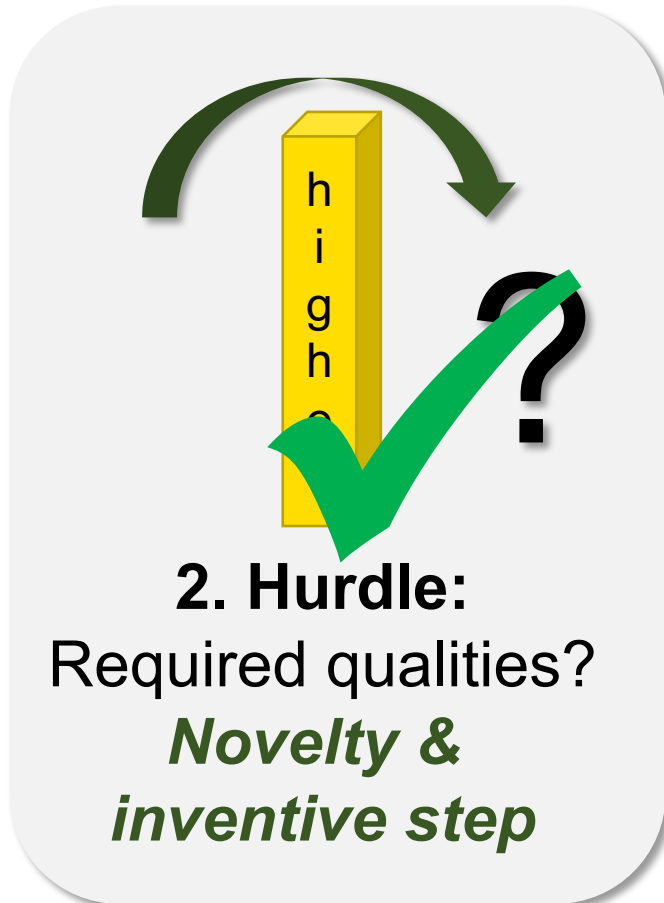 h
i
g
h
?
2. Hurdle:
Required qualities?
Novelty &
inventive step